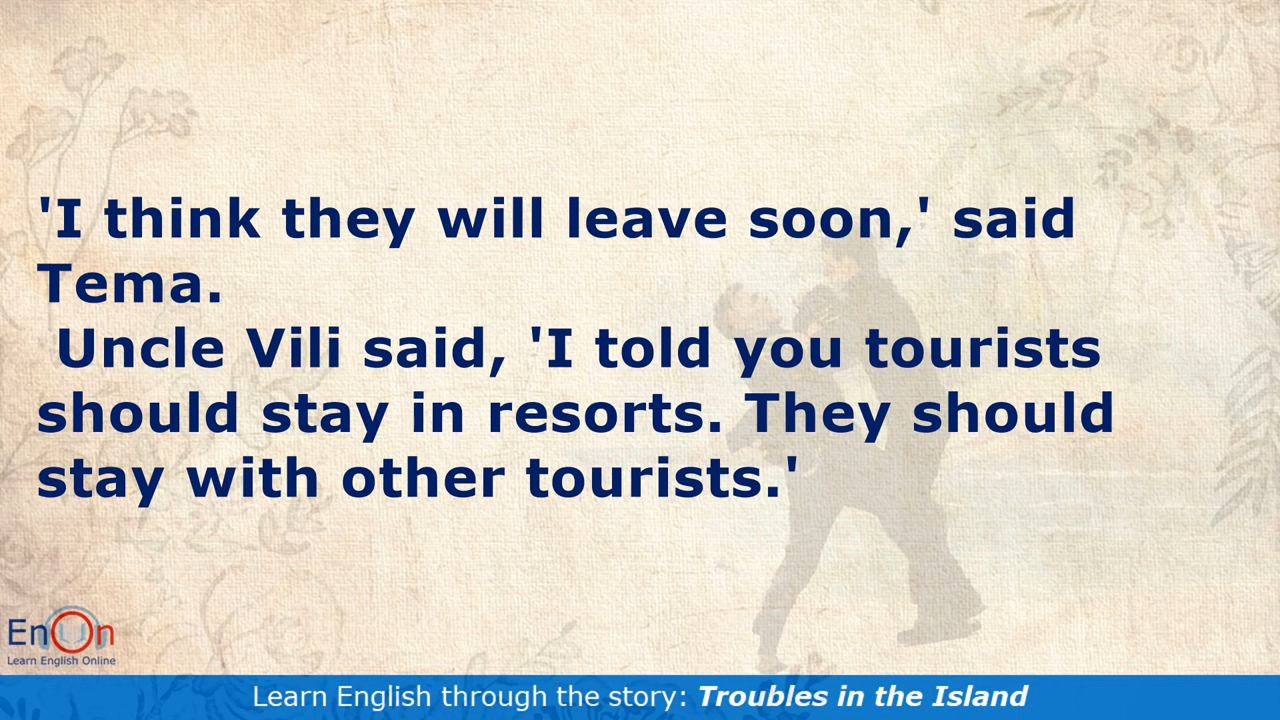 'I think they will leave soon,' said
Tema.
Uncle Vili said, 'I told you tourists
should stay in resorts. They should
stay with other tourists.'
EnOn
Learn English Online
Learn English through the story: Troubles in the Island